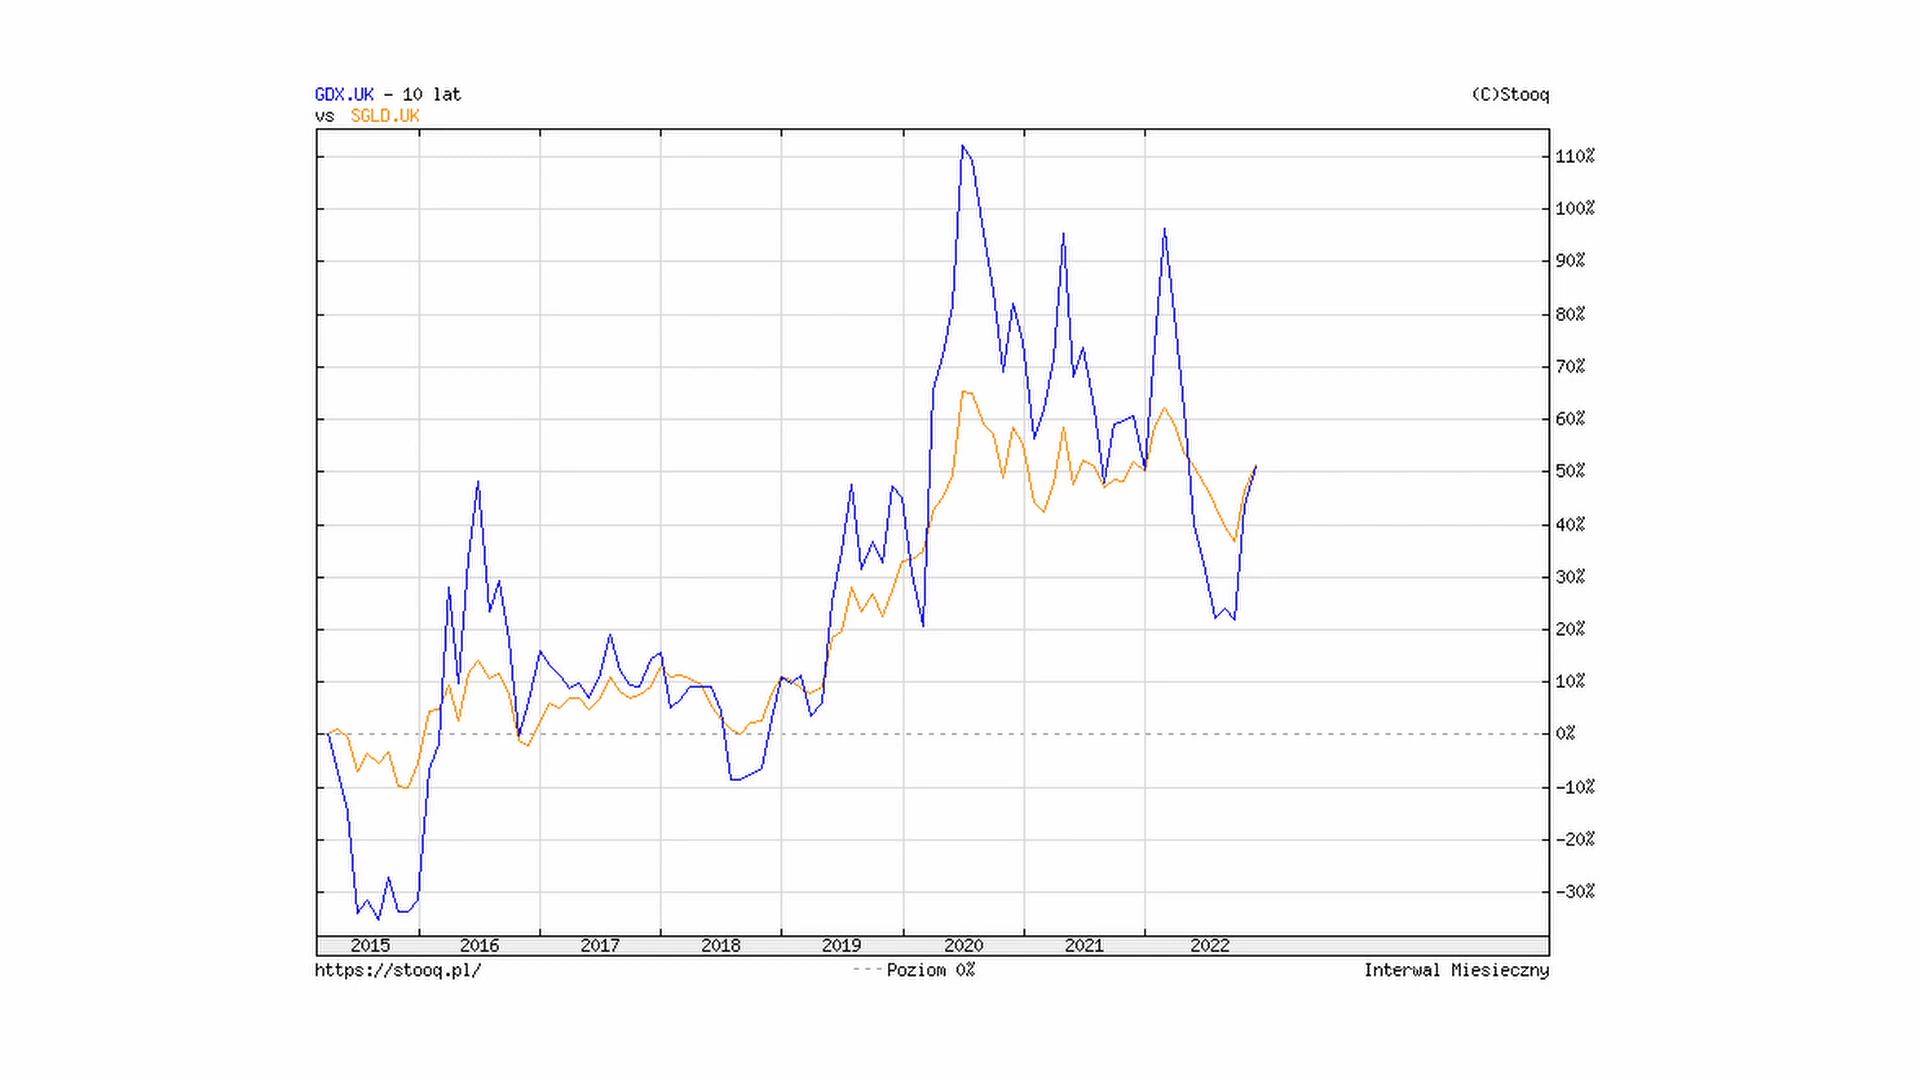 GDX.UK - 10 lat
(C)Stooq
vs SGLD.UK
110%
100%
90%
80%
70%
60%
50%
40%
30%
20%
10%
0%
-10%
-20%
-30%
2015 2016 2017 2018 2019 2020 2021 2022
https://stooq.pl/
Poziom 0%
Interwal Miesieczny